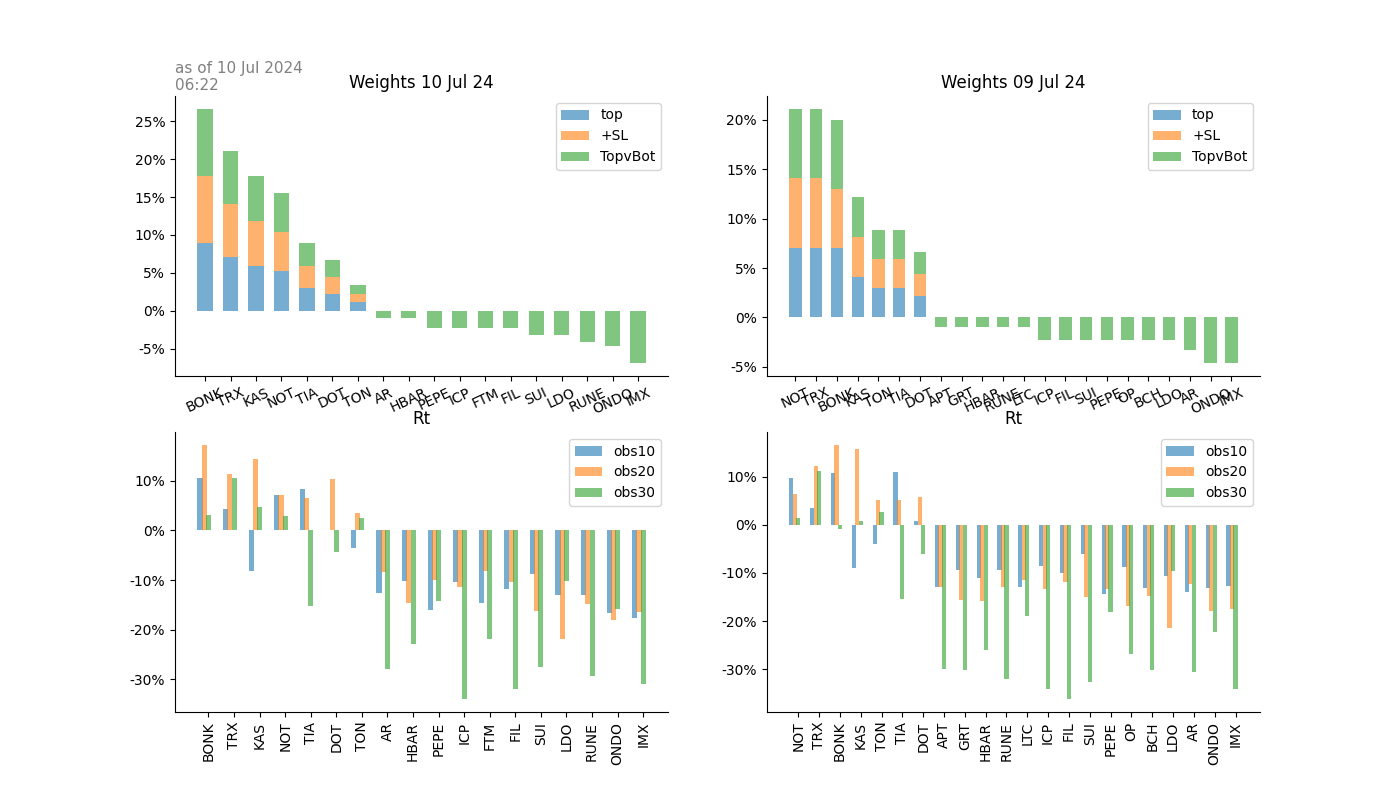 as of 10 Jul 2024
06:22
Weights 10 Jul 24
25%
20%
15%
10%
5%
0%
-5%
top
+SL
TopvBot
BONK TRX KAS NOT TIA DOT TON AR HBAR PEPE ICP FTM FIL SUI LDO RUNE ONDO IMX
Weights 09 Jul 24
20%
15%
10%
5%
0%
-5%
top
+SL
TopvBot
NOT TRX BONK KAS TON TIA DOT APT GRT HBAR RUNE LTC ICP FIL SUI PEPE OP BCH LDO AR ONDO IMX
Rt
10%
0%
-10%
-20%
-30%
obs10
obs20
obs30
BONK TRX KAS NOT TIA DOT TON AR HBAR PEPE ICP FTM FIL SUI LDO RUNE ONDO IMX
Rt
10%
0%
-10%
-20%
-30%
obs10
obs20
obs30
NOT TRX BONK KAS TON TIA DOT APT GRT HBAR RUNE LTC ICP FIL SUI PEPE OP BCH LDO AR ONDO IMX